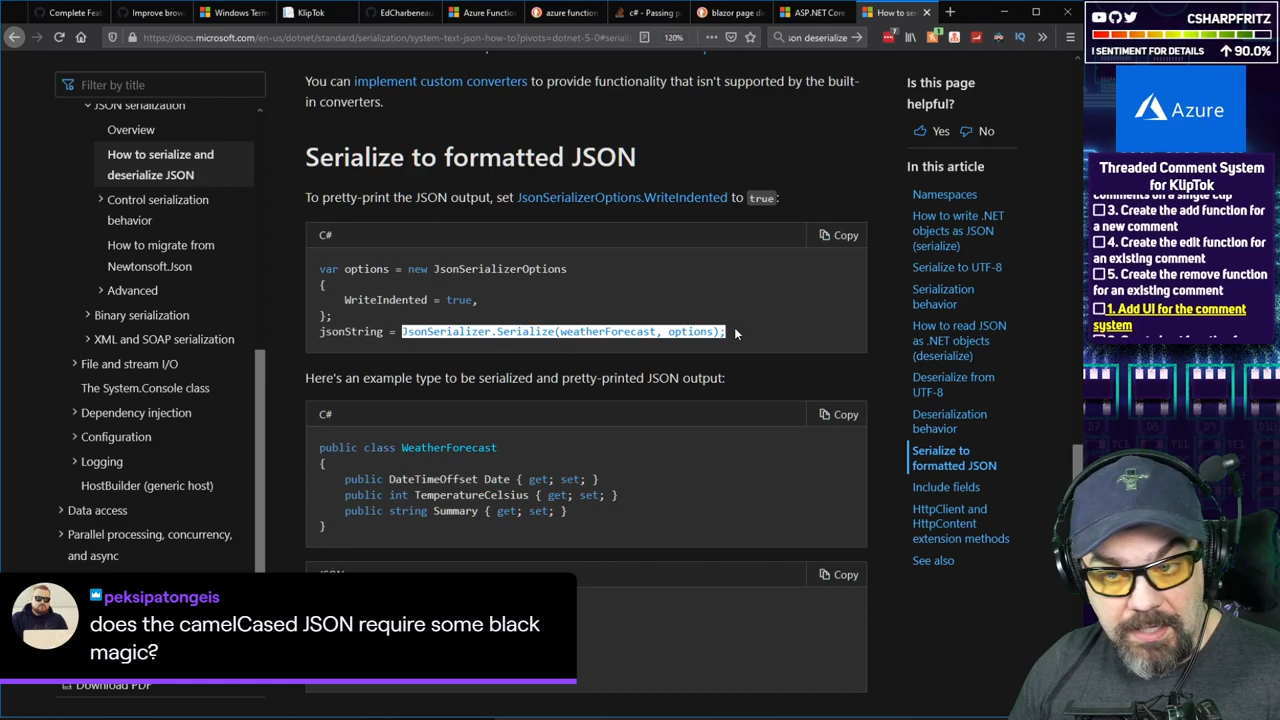 Complete Feat
Improve brow
Windows Term
KlipTok
EdCharbeneau
Azure Functio
azure function
c# - Passing p
blazor page di
ASP.NET Core
How to ser
https://docs.microsoft.com/en-us/dotnet/standard/serialization/system-text-json-how-to?pivots=dotnet-5-0#serial
120%
son deserialize
CSHARPFRITZ
I SENTIMENT FOR DETAILS
90.0%
Azure
Threaded Comment System
for KlipTok
comments on a single clip
3. Create the add function for
a new comment
4. Create the edit function for
an existing comment
5. Create the remove function
for an existing comment
1. Add UI for the comment
system
Filter by title
JSON serialization
Overview
How to serialize and
deserialize JSON
Control serialization
behavior
How to migrate from
Newtonsoft.Json
Advanced
Binary serialization
XML and SOAP serialization
File and stream I/O
The System.Console class
Dependency injection
Configuration
Logging
HostBuilder (generic host)
Data access
Parallel processing, concurrency,
and async
Download PDF
You can implement custom converters to provide functionality that isn't supported by the built-
in converters.
Serialize to formatted JSON
To pretty-print the JSON output, set JsonSerializerOptions.WriteIndented to true:
C#
Copy
var options = new JsonSerializerOptions
{
WriteIndented = true,
};
jsonString = JsonSerializer.Serialize(weatherForecast, options);
Here's an example type to be serialized and pretty-printed JSON output:
C#
Copy
public class WeatherForecast
{
public DateTimeOffset Date { get; set; }
public int TemperatureCelsius { get; set; }
public string Summary { get; set; }
}
JSON
Copy
Is this page
helpful?
Yes
No
In this article
Namespaces
How to write .NET
objects as JSON
(serialize)
Serialize to UTF-8
Serialization
behavior
How to read JSON
as .NET objects
(deserialize)
Deserialize from
UTF-8
Deserialization
behavior
Serialize to
formatted JSON
Include fields
HttpClient and
HttpContent
extension methods
See also
peksipatongeis
does the camelCased JSON require some black
magic?